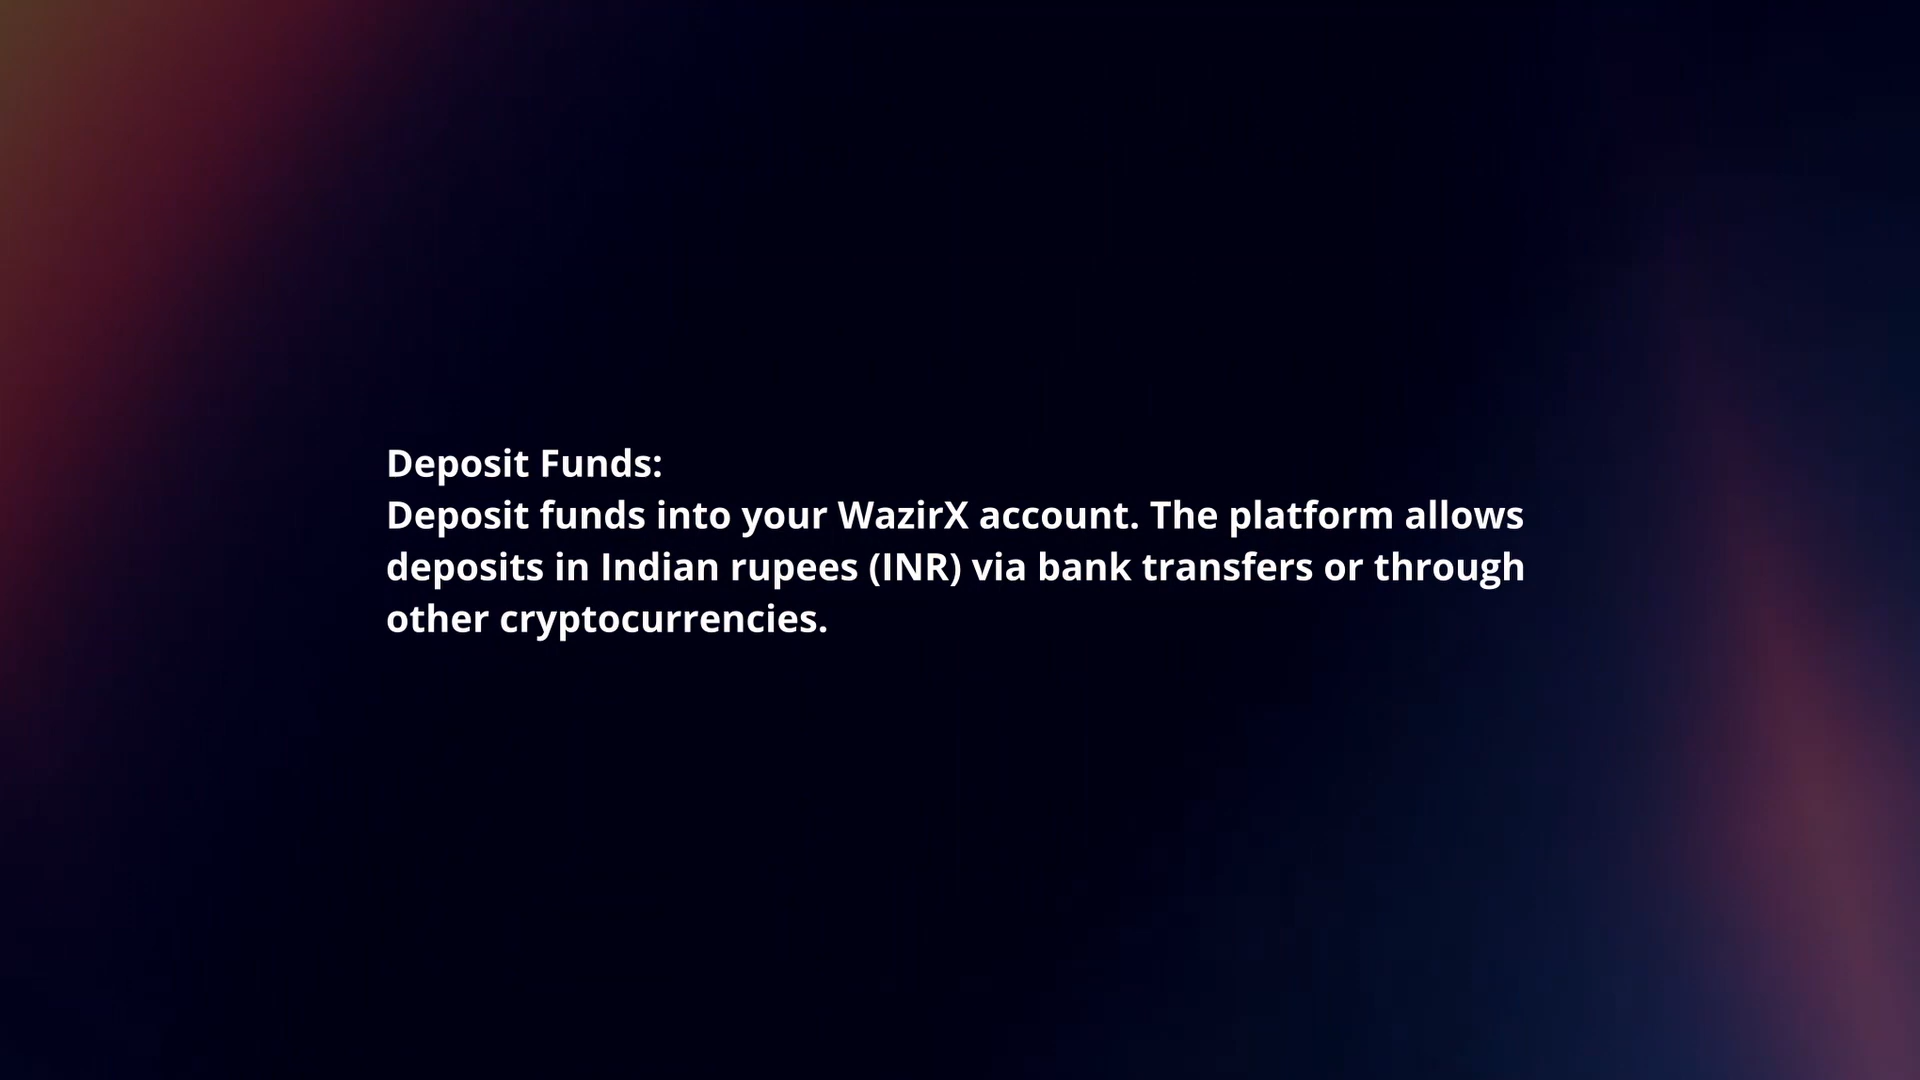 Deposit Funds:
Deposit funds into your WazirX account. The platform allows
deposits in Indian rupees (INR) via bank transfers or through
other cryptocurrencies.